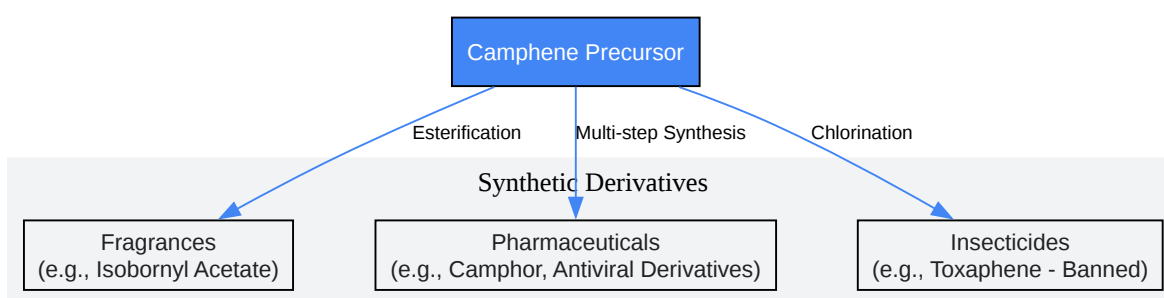 Camphene Precursor
Esterification
Multi-step Synthesis
Chlorination
Synthetic Derivatives
Fragrances
(e.g., Isobornyl Acetate)
Pharmaceuticals
(e.g., Camphor, Antiviral Derivatives)
Insecticides
(e.g., Toxaphene - Banned)